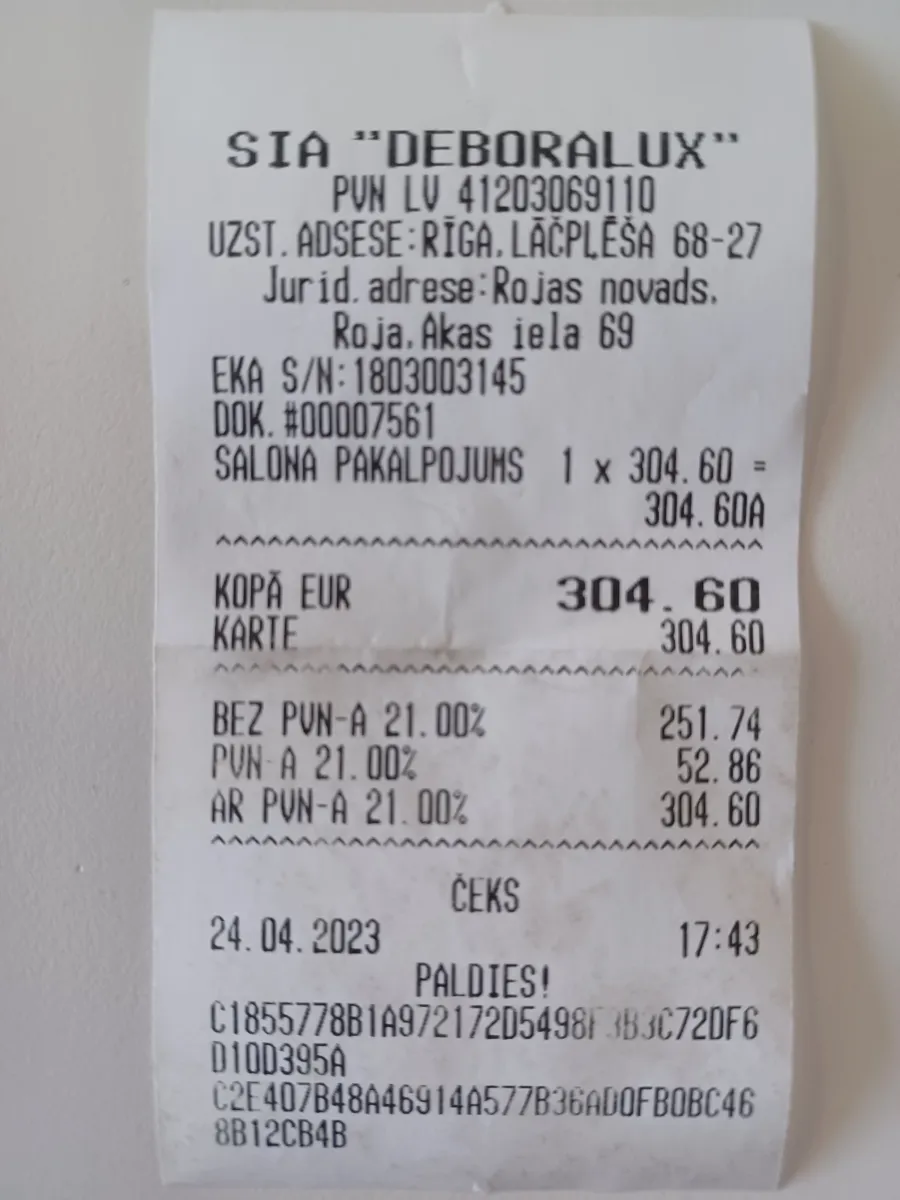 SIA "DEBORALUX"
PVN LV 41203069110
UZST.ADSESE:RĪGA.LĀČPLĒŠA 68-27
Jurid.adrese:Rojas novads.
Roja.Akas iela 69
EKA S/N:1803003145
DOK.#00007561
SALONA PAKALPOJUMS 1 x 304.60 =
304.60A
^^^^^^^^^^^^^^^^^^^^^^^^^^^^^^^^
KOPĀ EUR 304.60
KARTE 304.60
^^^^^^^^^^^^^^^^^^^^^^^^^^^^^^^^
BEZ PVN-A 21.00% 251.74
PVN-A 21.00% 52.86
AR PVN-A 21.00% 304.60
^^^^^^^^^^^^^^^^^^^^^^^^^^^^^^^^
ČEKS
24.04.2023 17:43
PALDIES!
C1855778B1A972172D5498F3B3C72DF6
D10D395A
C2E407B48A46914A577B36AD0FB0BC46
8B12CB4B